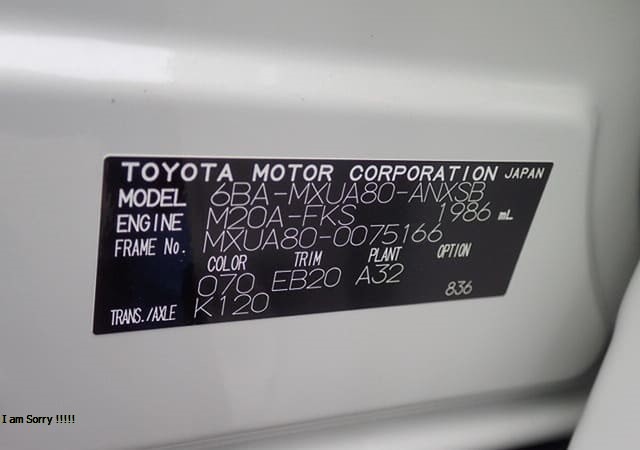 TOYOTA MOTOR CORPORATION JAPAN
MODEL 6BA-MXUA80-ANXSB
ENGINE M20A-FKS 1986 mL
FRAME No. MXUA80-0075166
COLOR TRIM PLANT OPTION
070 EB20 A32 836
TRANS./AXLE K120
I am Sorry !!!!!